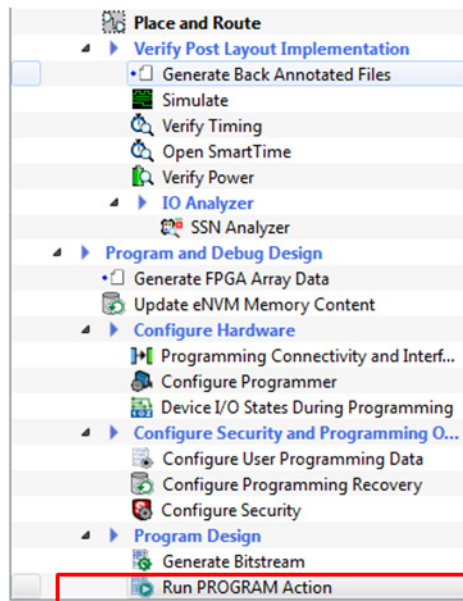 Place and Route
Verify Post Layout Implementation
Generate Back Annotated Files
Simulate
Verify Timing
Open SmartTime
Verify Power
IO Analyzer
SSN Analyzer
Program and Debug Design
Generate FPGA Array Data
Update eNVM Memory Content
Configure Hardware
Programming Connectivity and Interf...
Configure Programmer
Device I/O States During Programming
Configure Security and Programming O...
Configure User Programming Data
Configure Programming Recovery
Configure Security
Program Design
Generate Bitstream
Run PROGRAM Action